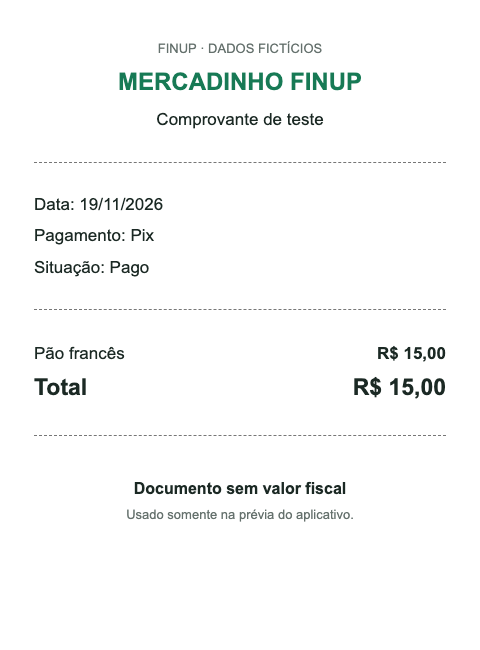 FINUP · DADOS FICTÍCIOS
MERCADINHO FINUP
Comprovante de teste
Data: 19/11/2026
Pagamento: Pix
Situação: Pago
Pão francês R$ 15,00
Total R$ 15,00
Documento sem valor fiscal
Usado somente na prévia do aplicativo.